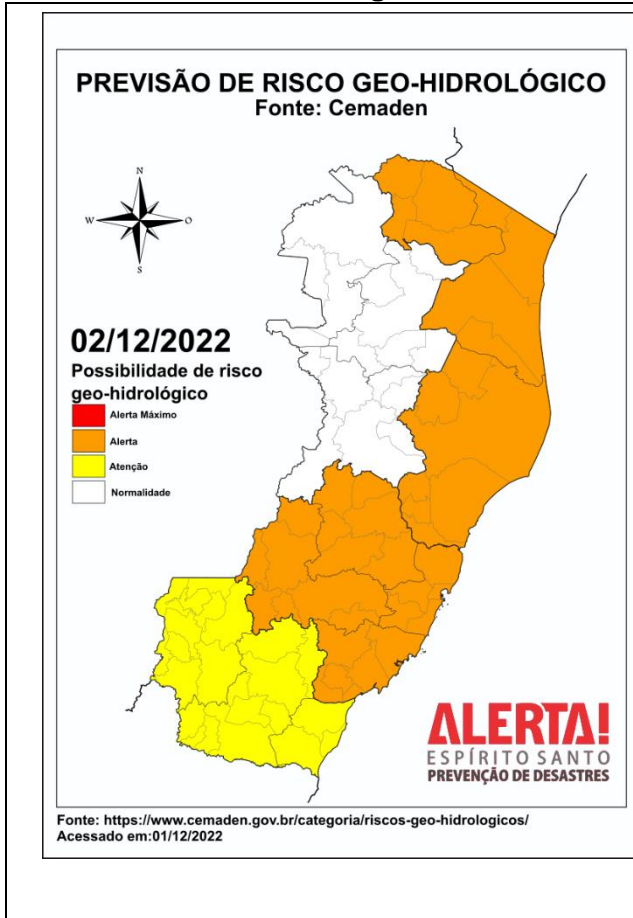 PREVISÃO DE RISCO GEO-HIDROLÓGICO
Fonte: Cemaden
N
W
O
S
02/12/2022
Possibilidade de risco
geo-hidrológico
Alerta Máximo
Alerta
Atenção
Normalidade
ALERTA!
ESPÍRITO SANTO
PREVENÇÃO DE DESASTRES
Fonte: https://www.cemaden.gov.br/categoria/riscos-geo-hidrologicos/
Acessado em:01/12/2022